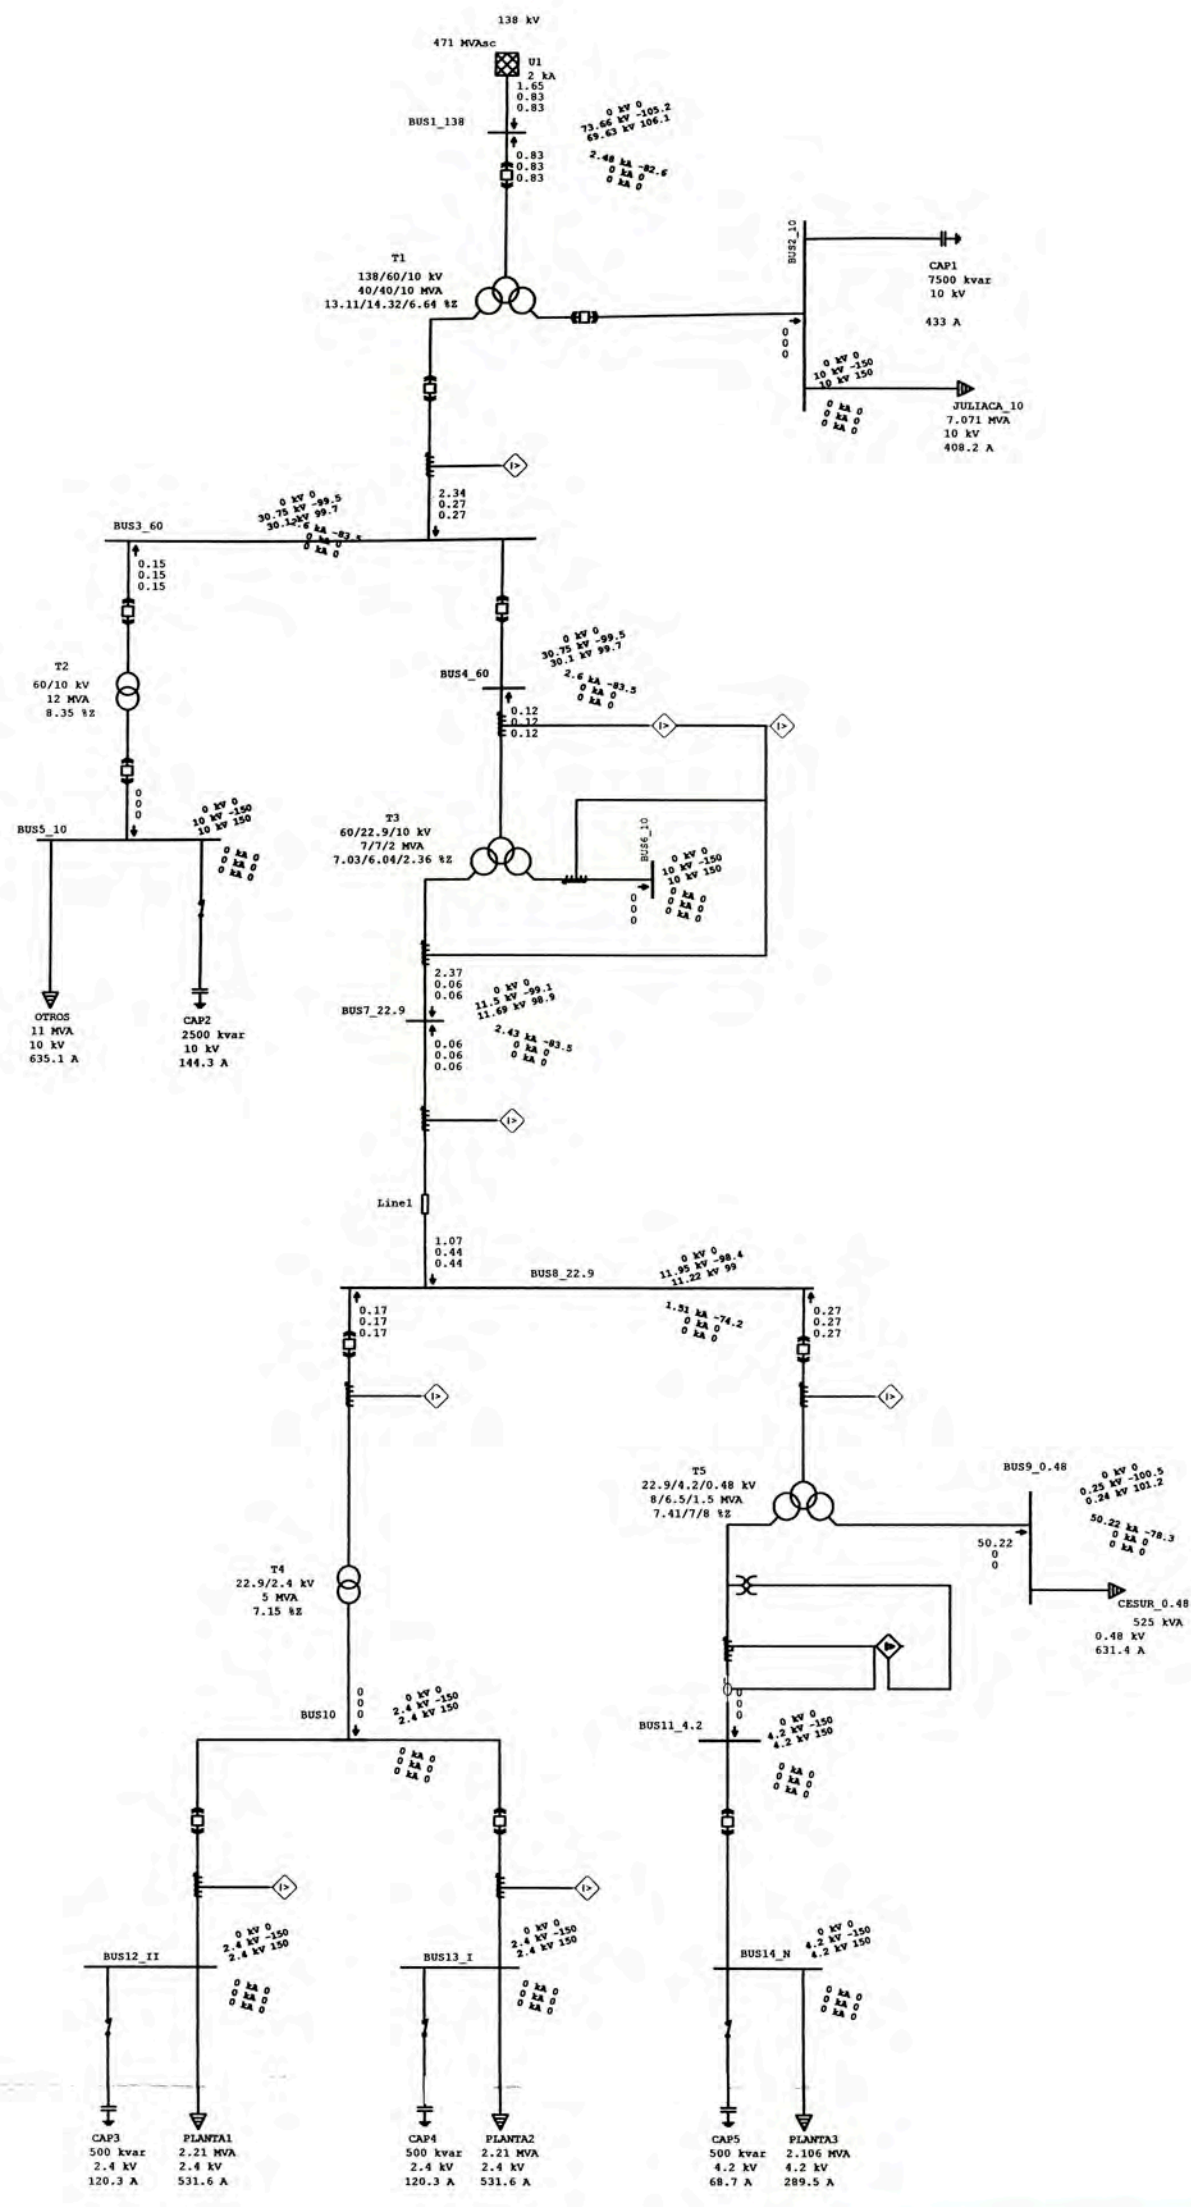 138 kV
471 MVAsc
U1
2 kA
1.65
0.83
0.83
BUS1_138
0 kV 0
73.66 kV -105.2
69.63 kV 106.1
0.83
0.83
0.83
2.48 kA -82.6
0 kA 0
0 kA 0
T1
138/60/10 kV
40/40/10 MVA
13.11/14.32/6.64 %Z
BUS2_10
CAP1
7500 kvar
10 kV
433 A
0
0
0
0 kV 0
10 kV -150
10 kV 150
0 kA 0
0 kA 0
0 kA 0
JULIACA_10
7.071 MVA
10 kV
408.2 A
I>
2.34
0.27
0.27
BUS3_60
0 kV 0
30.75 kV -99.5
30.1 kV 99.7
2.6 kA -83.5
0 kA 0
0 kA 0
0.15
0.15
0.15
T2
60/10 kV
12 MVA
8.35 %Z
0 kV 0
30.75 kV -99.5
30.1 kV 99.7
BUS4_60
2.6 kA -83.5
0 kA 0
0 kA 0
0.12
0.12
0.12
I>
I>
0
0
0
BUS5_10
0 kV 0
10 kV -150
10 kV 150
0 kA 0
0 kA 0
0 kA 0
OTROS
11 MVA
10 kV
635.1 A
CAP2
2500 kvar
10 kV
144.3 A
T3
60/22.9/10 kV
7/7/2 MVA
7.03/6.04/2.36 %Z
BUS6_10
0 kV 0
10 kV -150
10 kV 150
0
0
0
0 kA 0
0 kA 0
0 kA 0
2.37
0.06
0.06
BUS7_22.9
0 kV 0
11.5 kV -99.1
11.69 kV 98.9
0.06
0.06
0.06
2.43 kA -83.5
0 kA 0
0 kA 0
I>
Line1
1.07
0.44
0.44
BUS8_22.9
0 kV 0
11.95 kV -98.4
11.22 kV 99
1.51 kA -74.2
0 kA 0
0 kA 0
0.17
0.17
0.17
0.27
0.27
0.27
I>
I>
T5
22.9/4.2/0.48 kV
8/6.5/1.5 MVA
7.41/7/8 %Z
BUS9_0.48
0 kV 0
0.25 kV -100.5
0.24 kV 101.2
50.22 kA -78.3
0 kA 0
0 kA 0
50.22
0
0
CESUR_0.48
525 kVA
0.48 kV
631.4 A
T4
22.9/2.4 kV
5 MVA
7.15 %Z
0
0
0
BUS10
0 kV 0
2.4 kV -150
2.4 kV 150
0 kA 0
0 kA 0
0 kA 0
0
0
0
BUS11_4.2
0 kV 0
4.2 kV -150
4.2 kV 150
0 kA 0
0 kA 0
0 kA 0
I>
I>
BUS12_II
0 kV 0
2.4 kV -150
2.4 kV 150
0 kA 0
0 kA 0
0 kA 0
BUS13_I
0 kV 0
2.4 kV -150
2.4 kV 150
0 kA 0
0 kA 0
0 kA 0
BUS14_N
0 kV 0
4.2 kV -150
4.2 kV 150
0 kA 0
0 kA 0
0 kA 0
CAP3
500 kvar
2.4 kV
120.3 A
PLANTA1
2.21 MVA
2.4 kV
531.6 A
CAP4
500 kvar
2.4 kV
120.3 A
PLANTA2
2.21 MVA
2.4 kV
531.6 A
CAP5
500 kvar
4.2 kV
68.7 A
PLANTA3
2.106 MVA
4.2 kV
289.5 A